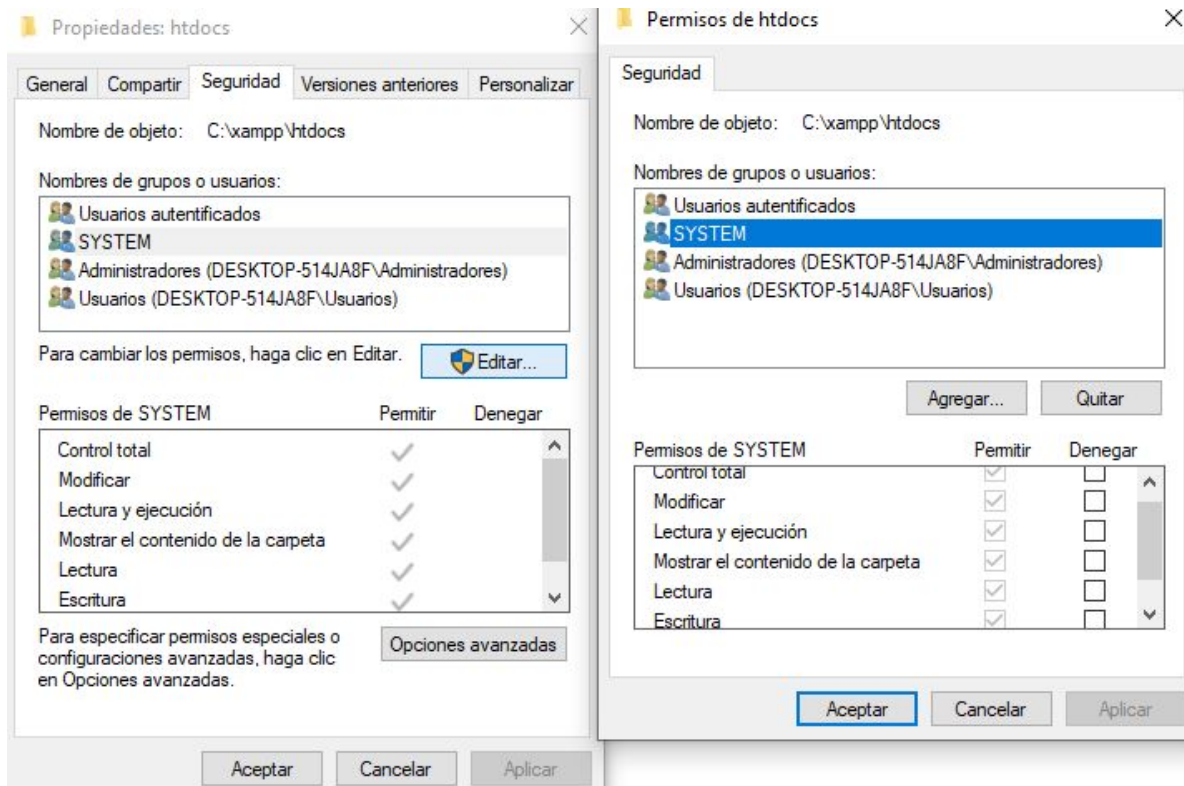 Propiedades: htdocs
General Compartir Seguridad Versiones anteriores Personalizar
Nombre de objeto: C:\xampp\htdocs
Nombres de grupos o usuarios:
Usuarios autentificados
SYSTEM
Administradores (DESKTOP-514JA8F\Administradores)
Usuarios (DESKTOP-514JA8F\Usuarios)
Para cambiar los permisos, haga clic en Editar. Editar...
Permisos de SYSTEM Permitir Denegar
Control total
Modificar
Lectura y ejecución
Mostrar el contenido de la carpeta
Lectura
Escritura
Para especificar permisos especiales o
configuraciones avanzadas, haga clic
en Opciones avanzadas.
Opciones avanzadas
Aceptar Cancelar Aplicar
Permisos de htdocs
Seguridad
Nombre de objeto: C:\xampp\htdocs
Nombres de grupos o usuarios:
Usuarios autentificados
SYSTEM
Administradores (DESKTOP-514JA8F\Administradores)
Usuarios (DESKTOP-514JA8F\Usuarios)
Agregar... Quitar
Permisos de SYSTEM Permitir Denegar
Control total
Modificar
Lectura y ejecución
Mostrar el contenido de la carpeta
Lectura
Escritura
Aceptar Cancelar Aplicar